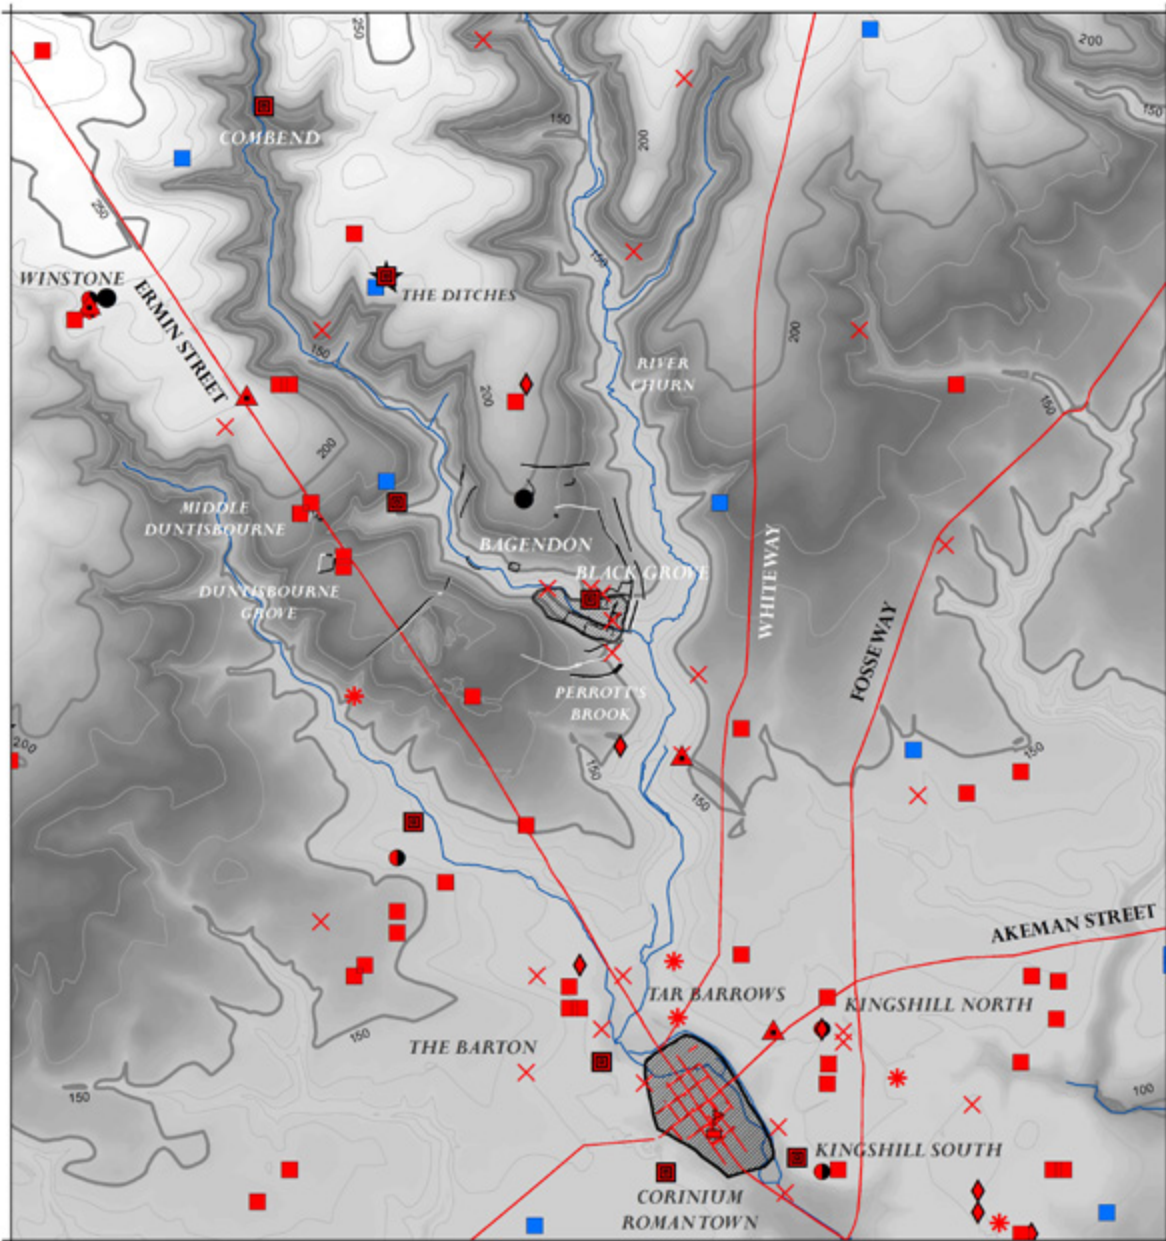 250
200
150
150
200
COMBEND
250
150
WINSTONE
ERMIN STREET
THE DITCHES
200
150
RIVER
CHURN
200
150
200
MIDDLE
DUNTISBOURNE
BAGENDON
BLACK GROVE
WHITEWAY
DUNTISBOURNE
GROVE
FOSSEWAY
PERROTT'S
BROOK
200
150
150
150
AKEMAN STREET
TAR BARROWS
KINGSHILL NORTH
150
THE BARTON
150
100
KINGSHILL SOUTH
CORINIUM
ROMAN TOWN